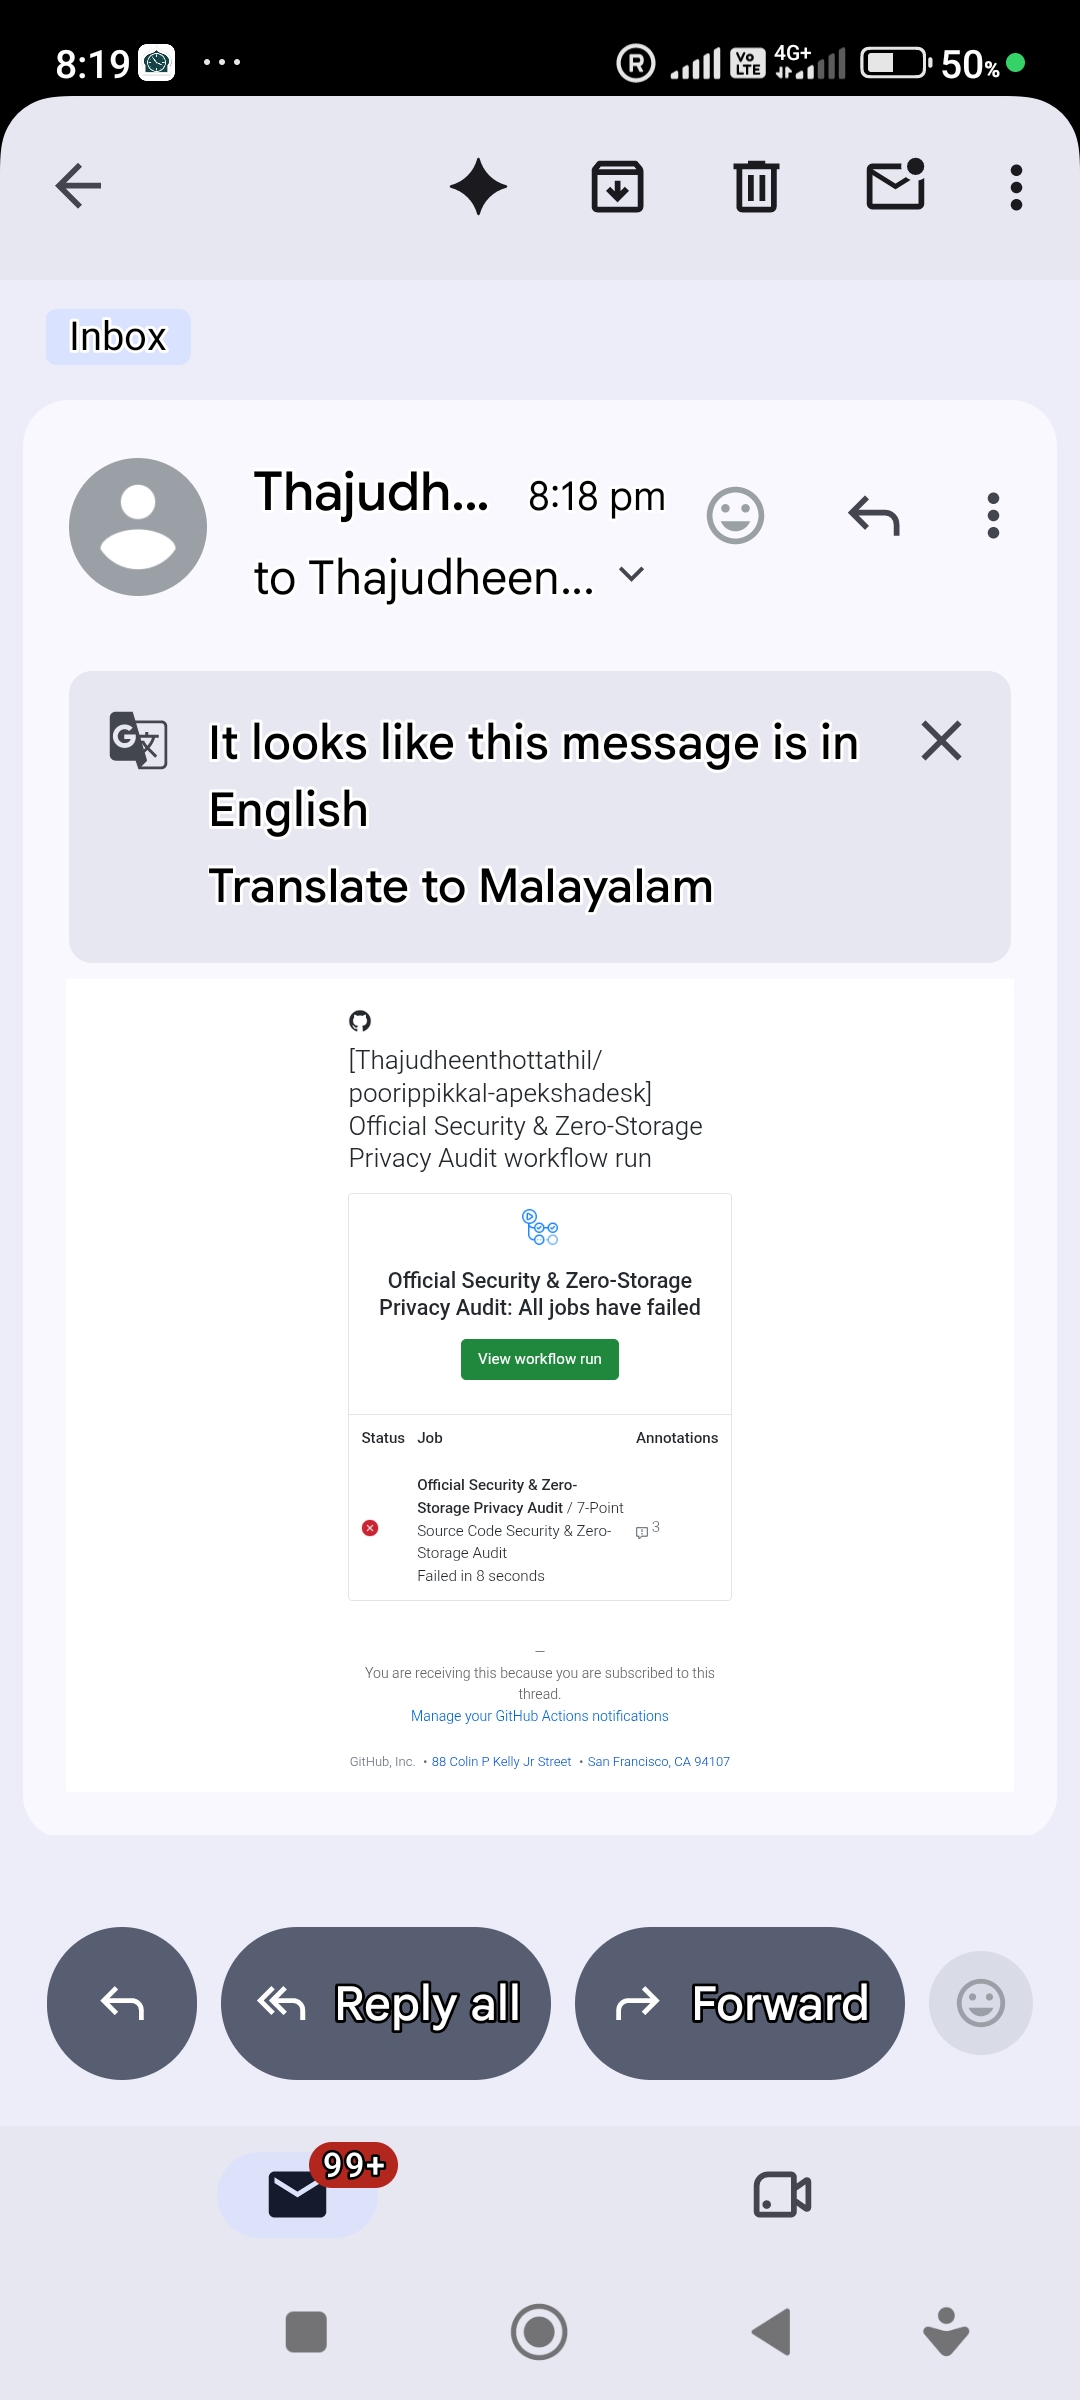 8:19 ... R Vo LTE 4G+ 50%
Inbox
Thajudh... 8:18 pm
to Thajudheen...
It looks like this message is in
English
Translate to Malayalam
[Thajudheenthottathil/
poorippikkal-apekshadesk]
Official Security & Zero-Storage
Privacy Audit workflow run
Official Security & Zero-Storage
Privacy Audit: All jobs have failed
View workflow run
Status Job Annotations
Official Security & Zero-
Storage Privacy Audit / 7-Point
Source Code Security & Zero-
Storage Audit
Failed in 8 seconds
3
—
You are receiving this because you are subscribed to this
thread.
Manage your GitHub Actions notifications
GitHub, Inc. • 88 Colin P Kelly Jr Street • San Francisco, CA 94107
Reply all Forward
99+